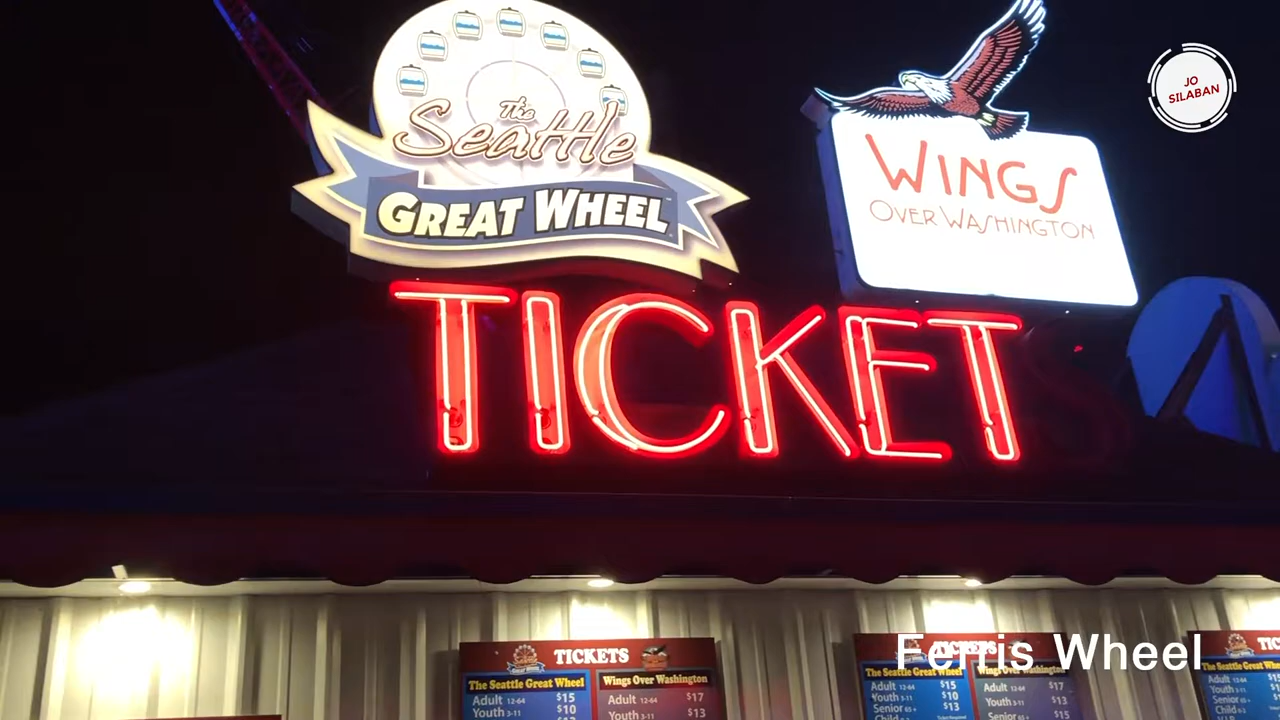 JO
SILABAN
The
Seattle
GREAT WHEEL
WINGS
OVER WASHINGTON
TICKET
TICKETS
The Seattle Great Wheel
Adult 12-64 $15
Youth 3-11 $10
Wings Over Washington
Adult 12-64 $17
Youth 3-11 $13
TICKETS
The Seattle Great Wheel
Adult 12-64 $15
Youth 3-11 $10
Senior 65+ $13
Wings Over Washington
Adult 12-64 $17
Youth 3-11 $13
Senior 65+ $15
Ferris Wheel
The Seattle Great Wheel
Adult
Youth
Senior